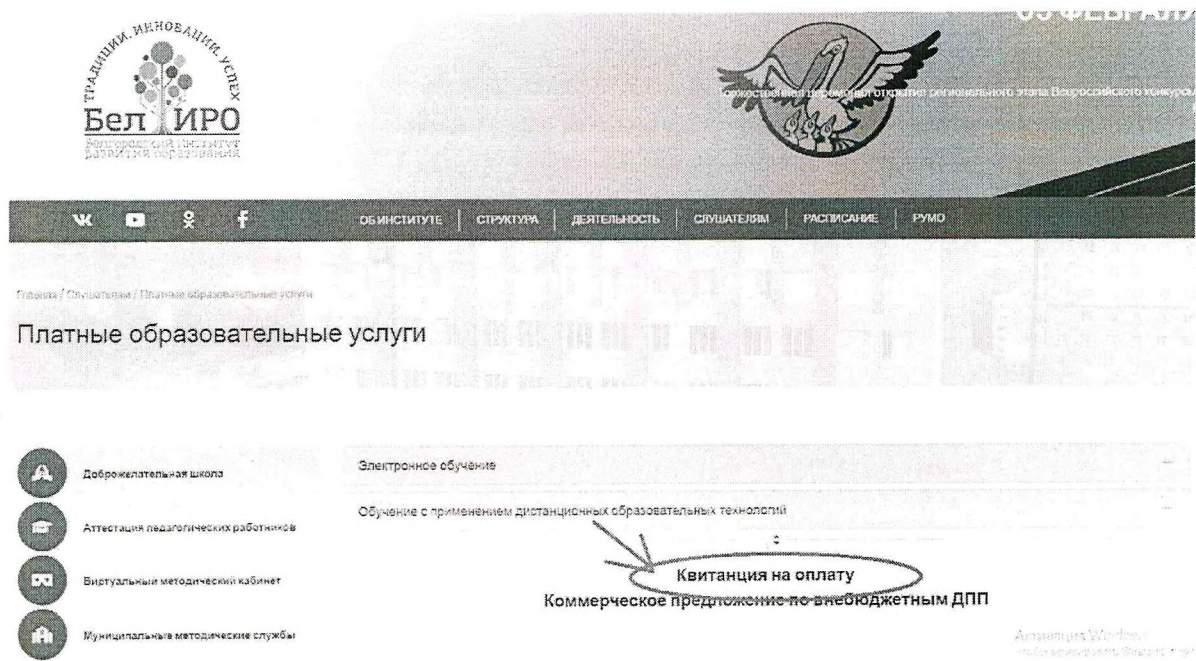 ТРАДИЦИИ, ИННОВАЦИИ, УСПЕХ
05 ФЕВРАЛЯ
Бел ИРО
Белгородский институт
развития образования
ОБ ИНСТИТУТЕ СТРУКТУРА ДЕЯТЕЛЬНОСТЬ СЛУШАТЕЛЯМ РАСПИСАНИЕ РУМО
Главная / Слушателям / Платные образовательные услуги
Платные образовательные услуги
Доброжелательная школа
Аттестация педагогических работников
Виртуальный методический кабинет
Муниципальные методические службы
Электронное обучение
Обучение с применением дистанционных образовательных технологий
Квитанция на оплату
Коммерческое предложение по внебюджетным ДПП